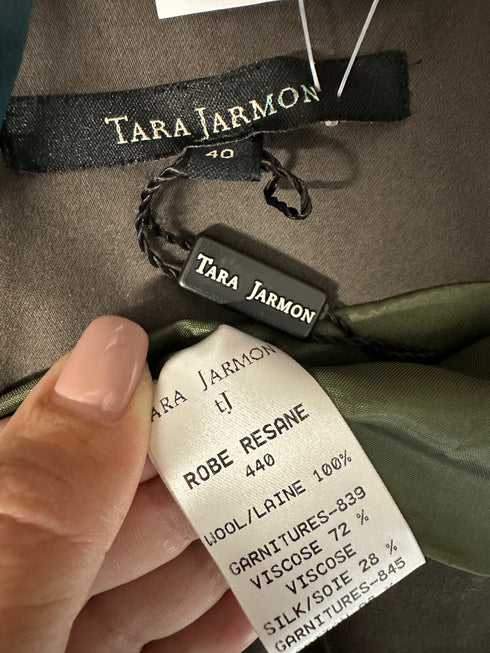 TARA JARMON
40
TARA JARMON
ARA JARMON
tJ
ROBE RESANE
440
WOOL/LAINE 100%
GARNITURES-839
VISCOSE 72 %
VISCOSE
SILK/SOIE 28 %
GARNITURES-845